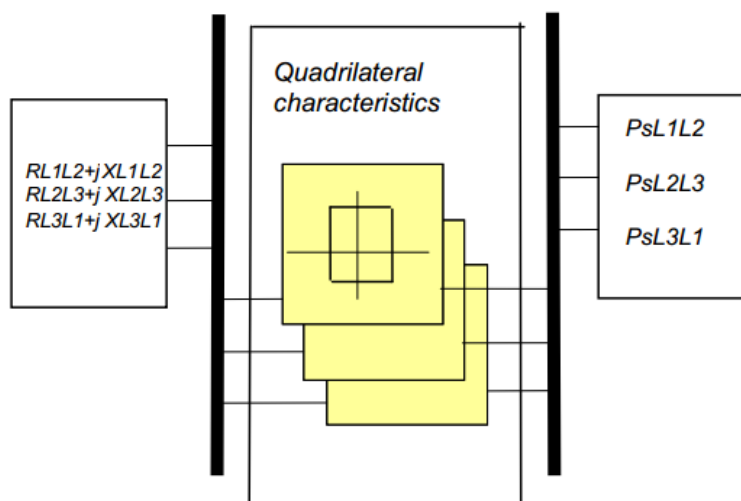 Quadrilateral
characteristics
RL1L2+j XL1L2
RL2L3+j XL2L3
RL3L1+j XL3L1
PsL1L2
PsL2L3
PsL3L1